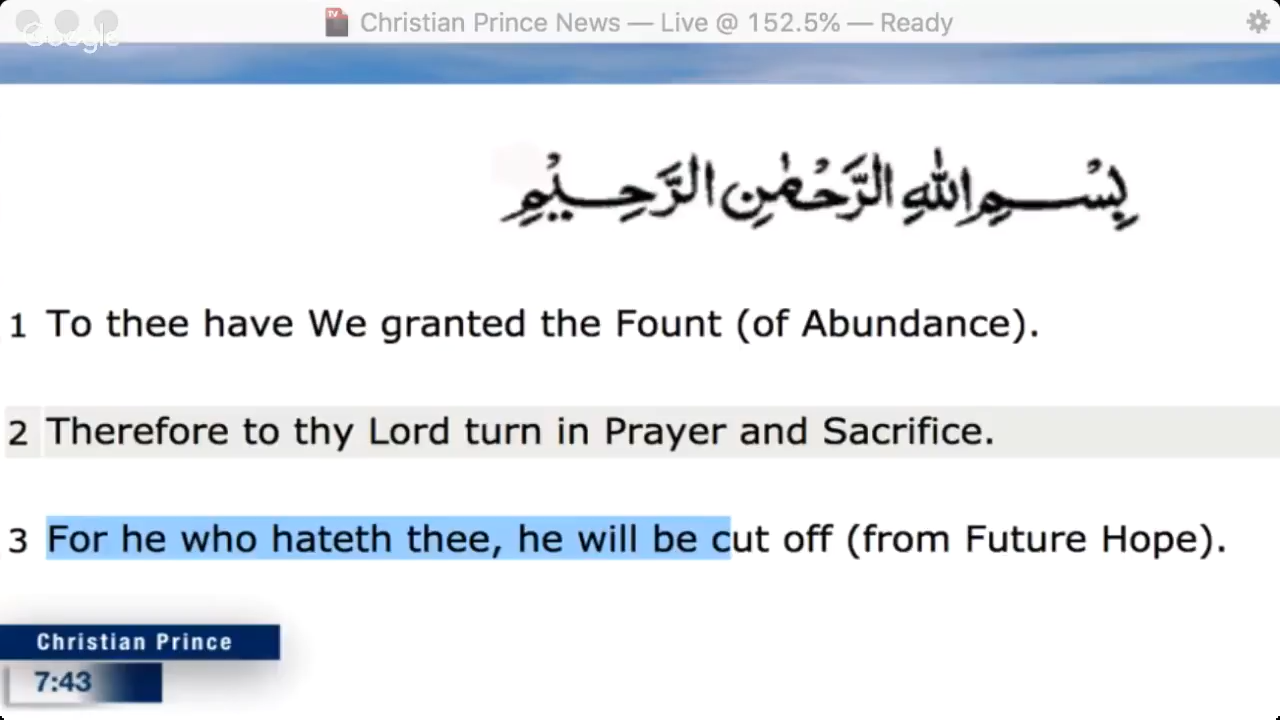 Christian Prince News — Live @ 152.5% — Ready
Google
بِسْمِ اللهِ الرَّحْمٰنِ الرَّحِيْمِ
1 To thee have We granted the Fount (of Abundance).
2 Therefore to thy Lord turn in Prayer and Sacrifice.
3 For he who hateth thee, he will be cut off (from Future Hope).
Christian Prince
7:43